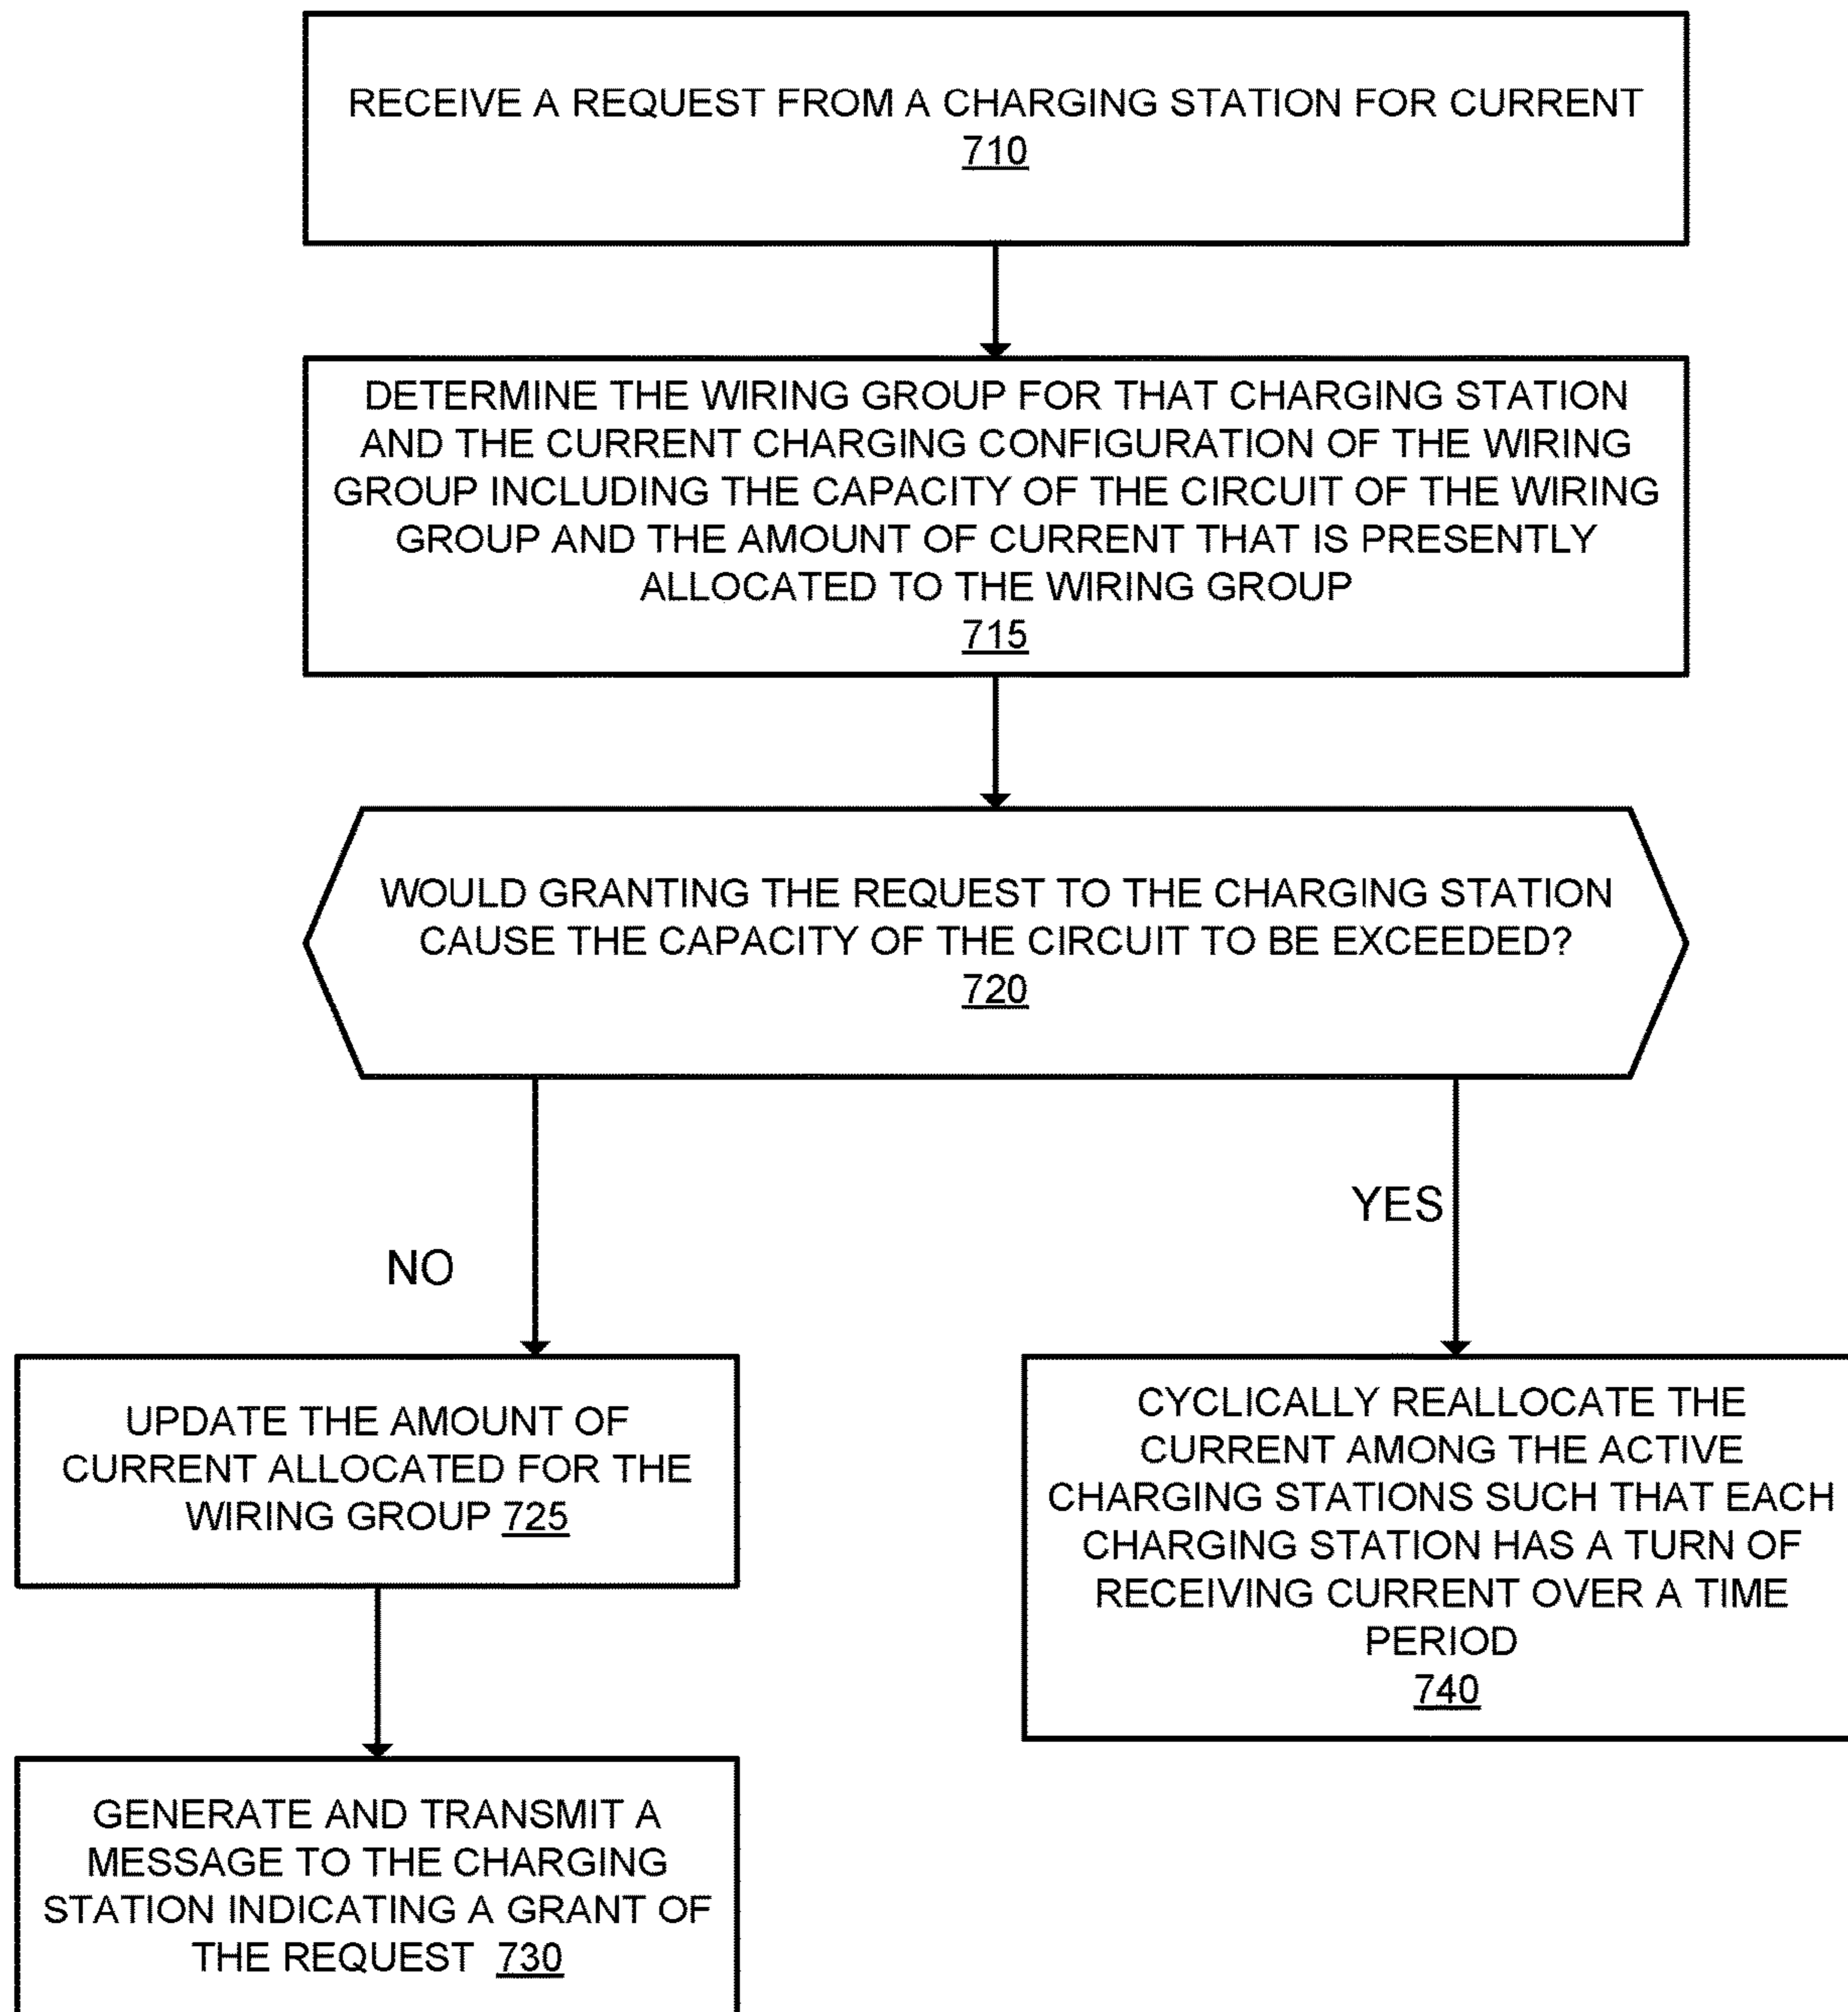 RECEIVE A REQUEST FROM A CHARGING STATION FOR CURRENT
710
DETERMINE THE WIRING GROUP FOR THAT CHARGING STATION
AND THE CURRENT CHARGING CONFIGURATION OF THE WIRING
GROUP INCLUDING THE CAPACITY OF THE CIRCUIT OF THE WIRING
GROUP AND THE AMOUNT OF CURRENT THAT IS PRESENTLY
ALLOCATED TO THE WIRING GROUP
715
WOULD GRANTING THE REQUEST TO THE CHARGING STATION
CAUSE THE CAPACITY OF THE CIRCUIT TO BE EXCEEDED?
720
NO
YES
UPDATE THE AMOUNT OF
CURRENT ALLOCATED FOR THE
WIRING GROUP 725
GENERATE AND TRANSMIT A
MESSAGE TO THE CHARGING
STATION INDICATING A GRANT OF
THE REQUEST 730
CYCLICALLY REALLOCATE THE
CURRENT AMONG THE ACTIVE
CHARGING STATIONS SUCH THAT EACH
CHARGING STATION HAS A TURN OF
RECEIVING CURRENT OVER A TIME
PERIOD
740